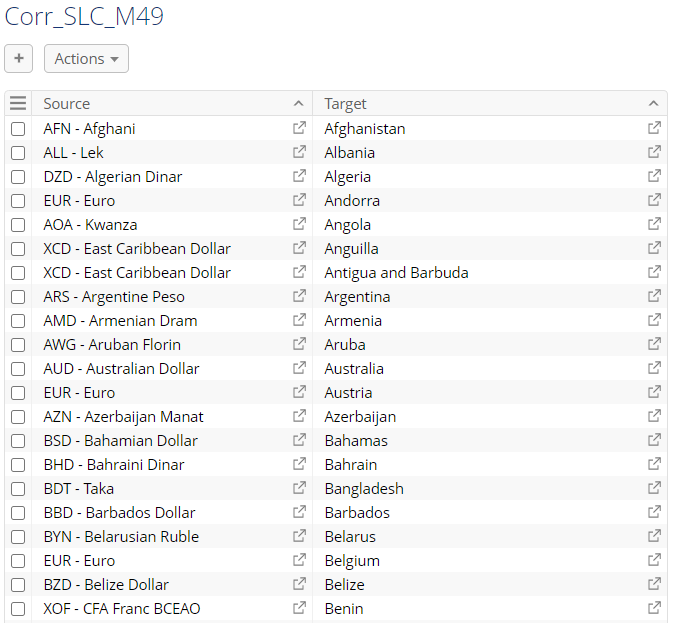 Corr_SLC_M49
+ Actions
Source Target
AFN - Afghani Afghanistan
ALL - Lek Albania
DZD - Algerian Dinar Algeria
EUR - Euro Andorra
AOA - Kwanza Angola
XCD - East Caribbean Dollar Anguilla
XCD - East Caribbean Dollar Antigua and Barbuda
ARS - Argentine Peso Argentina
AMD - Armenian Dram Armenia
AWG - Aruban Florin Aruba
AUD - Australian Dollar Australia
EUR - Euro Austria
AZN - Azerbaijan Manat Azerbaijan
BSD - Bahamian Dollar Bahamas
BHD - Bahraini Dinar Bahrain
BDT - Taka Bangladesh
BBD - Barbados Dollar Barbados
BYN - Belarusian Ruble Belarus
EUR - Euro Belgium
BZD - Belize Dollar Belize
XOF - CFA Franc BCEAO Benin